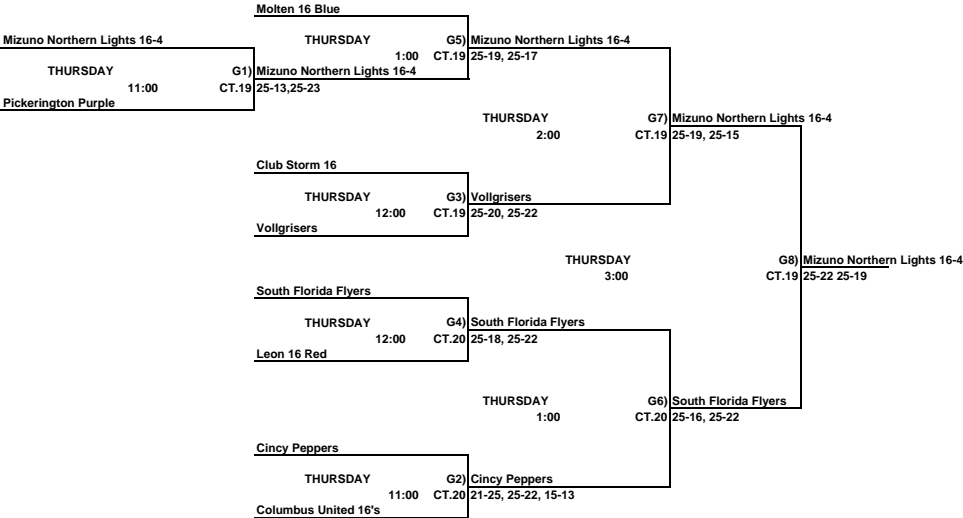 Molten 16 Blue
Mizuno Northern Lights 16-4 THURSDAY G5) Mizuno Northern Lights 16-4
1:00 CT.19 25-19, 25-17
THURSDAY G1) Mizuno Northern Lights 16-4
11:00 CT.19 25-13,25-23
Pickerington Purple
THURSDAY G7) Mizuno Northern Lights 16-4
2:00 CT.19 25-19, 25-15
Club Storm 16
THURSDAY G3) Vollgrisers
12:00 CT.19 25-20, 25-22
Vollgrisers
THURSDAY G8) Mizuno Northern Lights 16-4
3:00 CT.19 25-22 25-19
South Florida Flyers
THURSDAY G4) South Florida Flyers
12:00 CT.20 25-18, 25-22
Leon 16 Red
THURSDAY G6) South Florida Flyers
1:00 CT.20 25-16, 25-22
Cincy Peppers
THURSDAY G2) Cincy Peppers
11:00 CT.20 21-25, 25-22, 15-13
Columbus United 16's